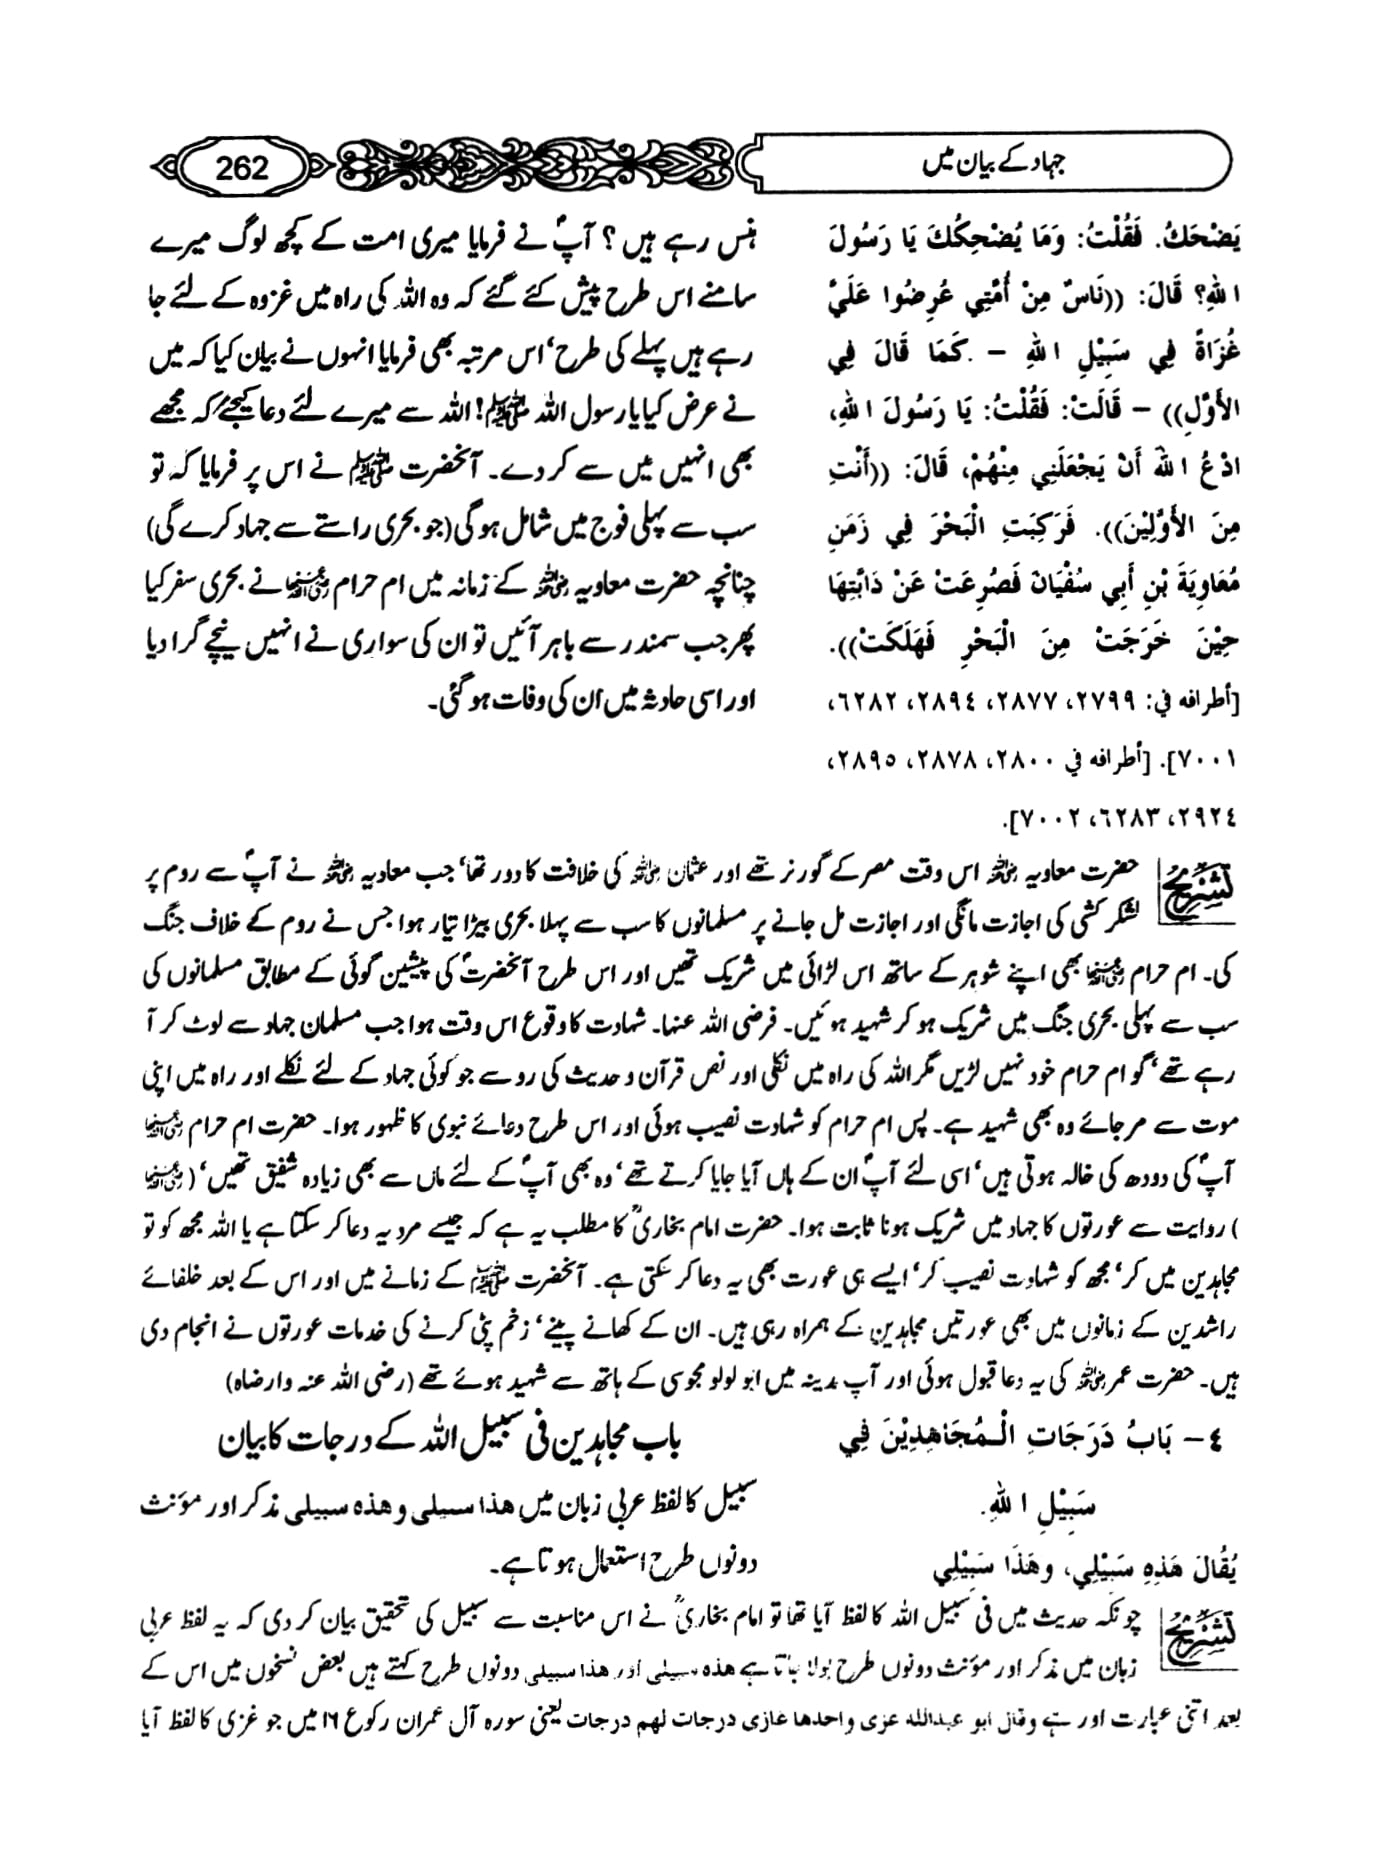 جہاد کے بیان میں
262
يَضْحَكُ. فَقُلْتُ: وَمَا يُضْحِكُكَ يَا رَسُولَ
اللهِ؟ قَالَ: ((نَاسٌ مِنْ أُمَّتِي عُرِضُوا عَلَيَّ
غُزَاةً فِي سَبِيْلِ اللهِ – كَمَا قَالَ فِي
الأَوَّلِ)) – قَالَتْ: فَقُلْتُ: يَا رَسُولَ اللهِ،
ادْعُ اللهَ أَنْ يَجْعَلَنِي مِنْهُمْ، قَالَ: ((أَنْتِ
مِنَ الأَوَّلِيْنَ)). فَرَكِبَتِ الْبَحْرَ فِي زَمَنِ
مُعَاوِيَةَ بْنِ أَبِي سُفْيَانَ فَصُرِعَتْ عَنْ دَابَّتِهَا
حِيْنَ خَرَجَتْ مِنَ الْبَحْرِ فَهَلَكَتْ)).
[أطرافه في: ٢٧٩٩، ٢٨٧٧، ٢٨٩٤، ٦٢٨٢،
٧٠٠١]. [أطرافه في ٢٨٠٠، ٢٨٧٨، ٢٨٩٥،
٢٩٢٤، ٦٢٨٣، ٧٠٠٢].
ہنس رہے ہیں؟ آپؐ نے فرمایا میری امت کے کچھ لوگ میرے
سامنے اس طرح پیش کئے گئے کہ وہ اللہ کی راہ میں غزوہ کے لئے جا
رہے ہیں پہلے کی طرح‘ اس مرتبہ بھی فرمایا انہوں نے بیان کیا کہ میں
نے عرض کیا یا رسول اللہ ﷺ! اللہ سے میرے لئے دعا کیجئے کہ مجھے
بھی انہیں میں سے کر دے۔ آنحضرت ﷺ نے اس پر فرمایا کہ تو
سب سے پہلی فوج میں شامل ہو گی (جو بحری راستے سے جہاد کرے گی)
چنانچہ حضرت معاویہ رضی اللہ عنہ کے زمانہ میں ام حرام رضی اللہ عنہا نے بحری سفر کیا
پھر جب سمندر سے باہر آئیں تو ان کی سواری نے انہیں نیچے گرا دیا
اور اسی حادثہ میں ان کی وفات ہو گئی۔
تشریح حضرت معاویہ رضی اللہ عنہ اس وقت مصر کے گورنر تھے اور عثمان رضی اللہ عنہ کی خلافت کا دور تھا‘ جب معاویہ رضی اللہ عنہ نے آپؐ سے روم پر
لشکر کشی کی اجازت مانگی اور اجازت مل جانے پر مسلمانوں کا سب سے پہلا بحری بیڑا تیار ہوا جس نے روم کے خلاف جنگ
کی۔ ام حرام رضی اللہ عنہا بھی اپنے شوہر کے ساتھ اس لڑائی میں شریک تھیں اور اس طرح آنحضرتؐ کی پیشین گوئی کے مطابق مسلمانوں کی
سب سے پہلی بحری جنگ میں شریک ہو کر شہید ہوئیں۔ فرضی اللہ عنہا۔ شہادت کا وقوع اس وقت ہوا جب مسلمان جہاد سے لوٹ کر آ
رہے تھے‘ گو ام حرام خود نہیں لڑیں مگر اللہ کی راہ میں نکلی اور نص قرآن و حدیث کی رو سے جو کوئی جہاد کے لئے نکلے اور راہ میں اپنی
موت سے مر جائے وہ بھی شہید ہے۔ پس ام حرام کو شہادت نصیب ہوئی اور اس طرح دعائے نبوی کا ظہور ہوا۔ حضرت ام حرام رضی اللہ عنہا
آپؐ کی دودھ کی خالہ ہوتی ہیں‘ اسی لئے آپؐ ان کے ہاں آیا جایا کرتے تھے‘ وہ بھی آپؐ کے لئے ماں سے بھی زیادہ شفیق تھیں‘ (رضی اللہ عنہا
) روایت سے عورتوں کا جہاد میں شریک ہونا ثابت ہوا۔ حضرت امام بخاریؒ کا مطلب یہ ہے کہ جیسے مرد یہ دعا کر سکتا ہے یا اللہ مجھ کو تو
مجاہدین میں کر‘ مجھ کو شہادت نصیب کر‘ ایسے ہی عورت بھی یہ دعا کر سکتی ہے۔ آنحضرت ﷺ کے زمانے میں اور اس کے بعد خلفائے
راشدین کے زمانوں میں بھی عورتیں مجاہدین کے ہمراہ رہی ہیں۔ ان کے کھانے پینے‘ زخم پٹی کرنے کی خدمات عورتوں نے انجام دی
ہیں۔ حضرت عمر رضی اللہ عنہ کی یہ دعا قبول ہوئی اور آپ مدینہ میں ابو لولو مجوسی کے ہاتھ سے شہید ہوئے تھے (رضی اللہ عنہ وارضاہ)
٤– بَابُ دَرَجَاتِ الْـمُجَاهِدِيْنَ فِي
سَبِيْلِ اللهِ.
يُقَالَ هَذِهِ سَبِيْلِي، وهَذَا سَبِيْلِي
باب مجاہدین فی سبیل اللہ کے درجات کا بیان
سبیل کا لفظ عربی زبان میں ھذا سبیلی و ھذہ سبیلی مذکر اور مؤنث
دونوں طرح استعمال ہوتا ہے۔
تشریح چونکہ حدیث میں فی سبیل اللہ کا لفظ آیا تھا تو امام بخاریؒ نے اس مناسبت سے سبیل کی تحقیق بیان کر دی کہ یہ لفظ عربی
زبان میں مذکر اور مؤنث دونوں طرح بولا جاتا ہے ھذہ سبیلی اور ھذا سبیلی دونوں طرح کہتے ہیں بعض نسخوں میں اس کے
بعد اتنی عبارت اور ہے وقال ابو عبداللہ غزی واحدھا غازی درجات لھم درجات یعنی سورہ آل عمران رکوع ۱۶ میں جو غزی کا لفظ آیا